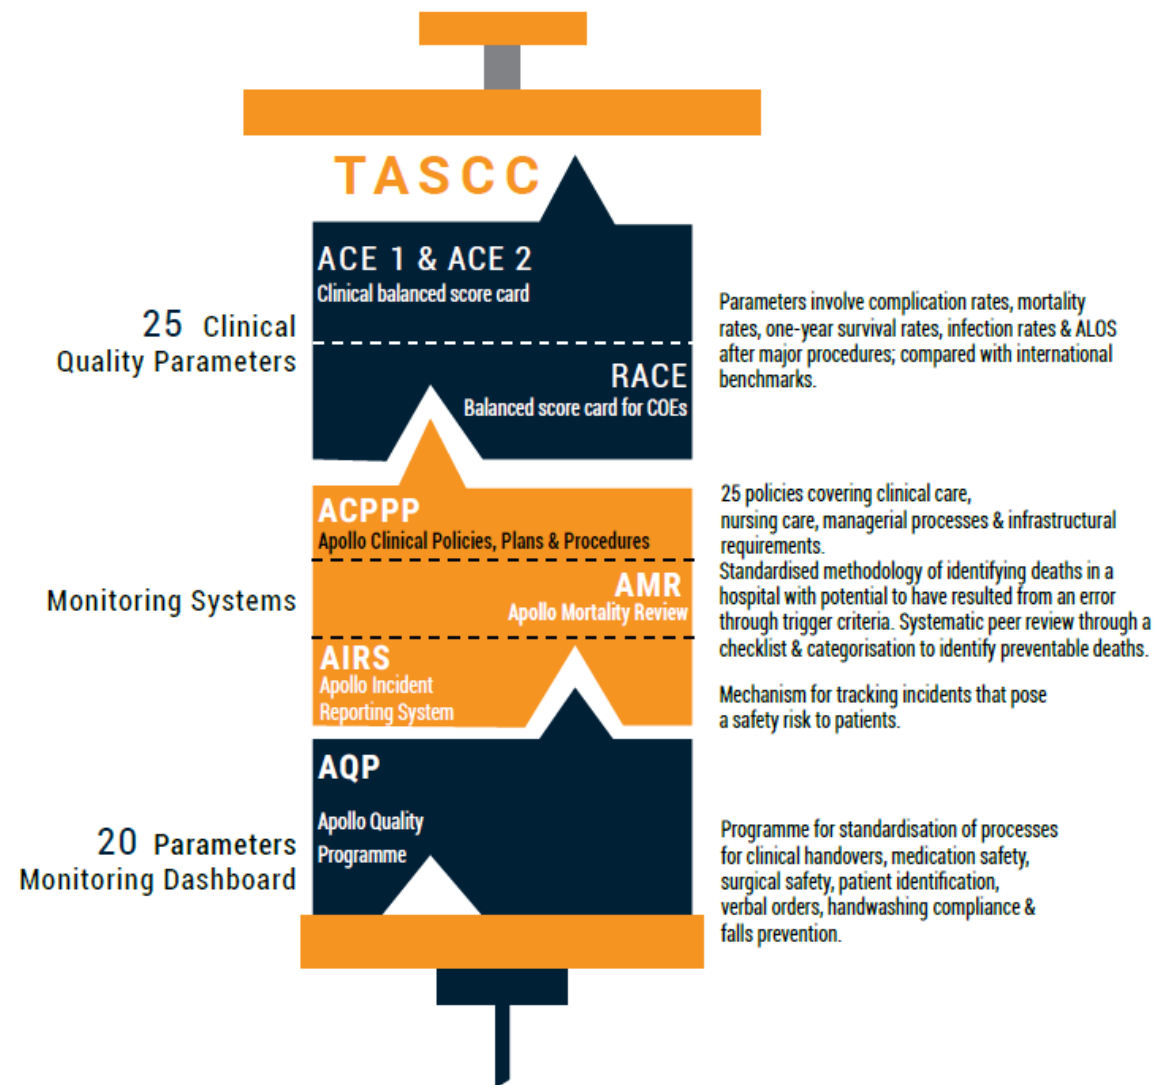 TASCC
ACE 1 & ACE 2
Clinical balanced score card
25 Clinical
Quality Parameters
RACE
Balanced score card for COEs
Parameters involve complication rates, mortality
rates, one-year survival rates, infection rates & ALOS
after major procedures; compared with international
benchmarks.
ACPPP
Apollo Clinical Policies, Plans & Procedures
Monitoring Systems
AMR
Apollo Mortality Review
AIRS
Apollo Incident
Reporting System
25 policies covering clinical care,
nursing care, managerial processes & infrastructural
requirements.
Standardised methodology of identifying deaths in a
hospital with potential to have resulted from an error
through trigger criteria. Systematic peer review through a
checklist & categorisation to identify preventable deaths.
Mechanism for tracking incidents that pose
a safety risk to patients.
AQP
Apollo Quality
Programme
20 Parameters
Monitoring Dashboard
Programme for standardisation of processes
for clinical handovers, medication safety,
surgical safety, patient identification,
verbal orders, handwashing compliance &
falls prevention.